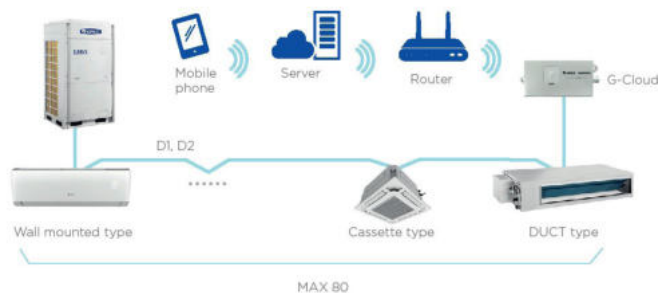 Mobile
phone
Server
Router
G-Cloud
D1, D2
......
Wall mounted type
Cassette type
DUCT type
MAX 80